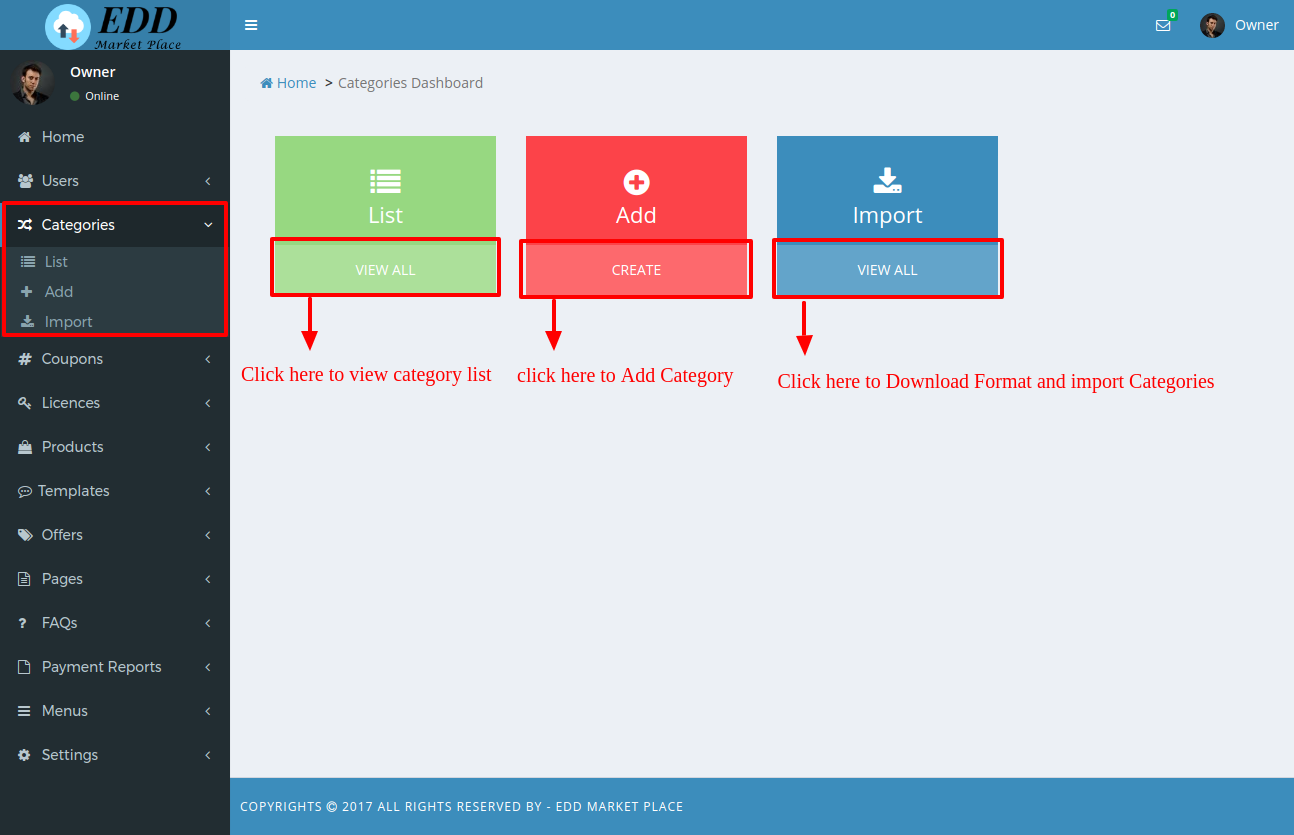 EDD
Market Place
0
Owner
Owner
Online
Home
Users
Categories
List
Add
Import
Coupons
Licences
Products
Templates
Offers
Pages
FAQs
Payment Reports
Menus
Settings
Home > Categories Dashboard
List
VIEW ALL
Add
CREATE
Import
VIEW ALL
Click here to view category list
click here to Add Category
Click here to Download Format and import Categories
COPYRIGHTS © 2017 ALL RIGHTS RESERVED BY - EDD MARKET PLACE